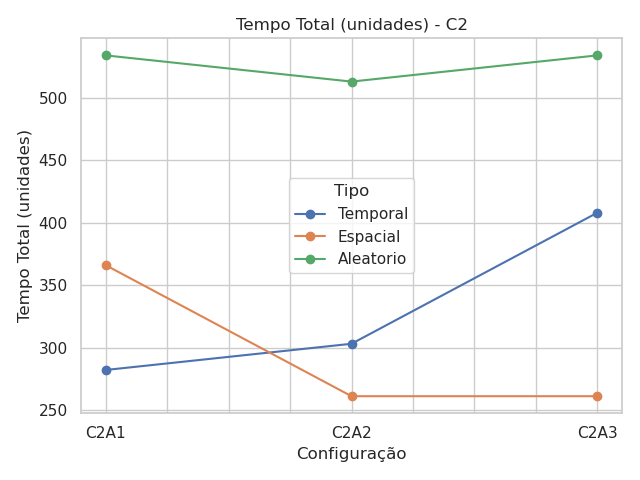 Tempo Total (unidades) - C2
Tempo Total (unidades)
500
450
400
350
300
250
Tipo
Temporal
Espacial
Aleatorio
C2A1
C2A2
C2A3
Configuração